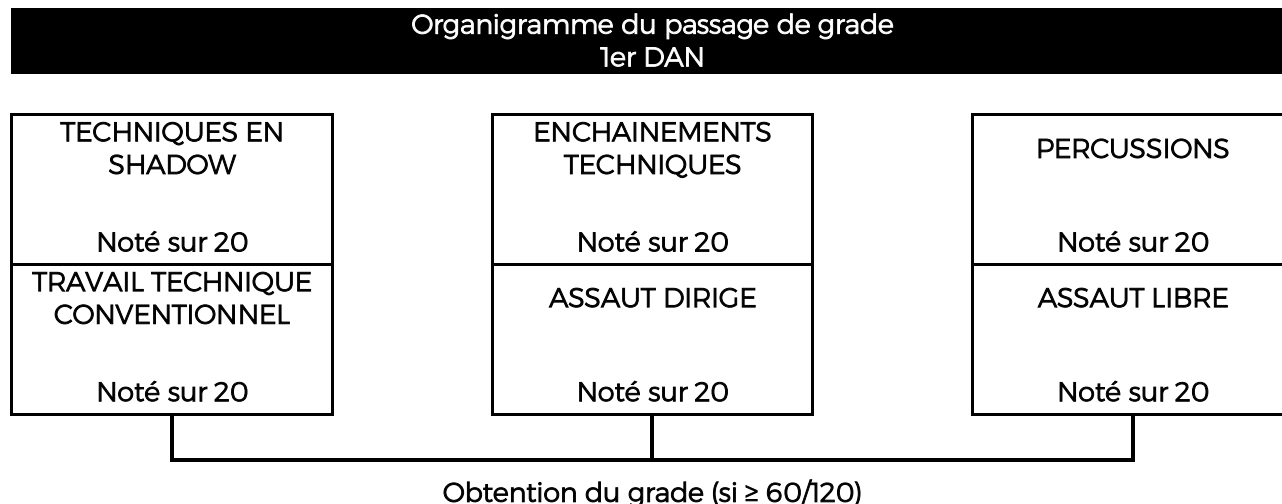 Organigramme du passage de grade
1er DAN
TECHNIQUES EN
SHADOW
Noté sur 20
TRAVAIL TECHNIQUE
CONVENTIONNEL
Noté sur 20
ENCHAINEMENTS
TECHNIQUES
Noté sur 20
ASSAUT DIRIGE
Noté sur 20
PERCUSSIONS
Noté sur 20
ASSAUT LIBRE
Noté sur 20
Obtention du grade (si ≥ 60/120)